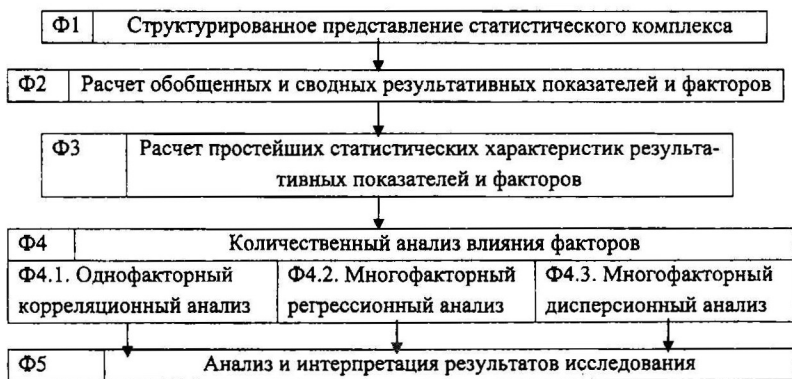 Ф1 Структурированное представление статистического комплекса
Ф2 Расчет обобщенных и сводных результативных показателей и факторов
Ф3 Расчет простейших статистических характеристик результа-
тивных показателей и факторов
Ф4 Количественный анализ влияния факторов
Ф4.1. Однофакторный
корреляционный анализ
Ф4.2. Многофакторный
регрессионный анализ
Ф4.3. Многофакторный
дисперсионный анализ
Ф5 Анализ и интерпретация результатов исследования